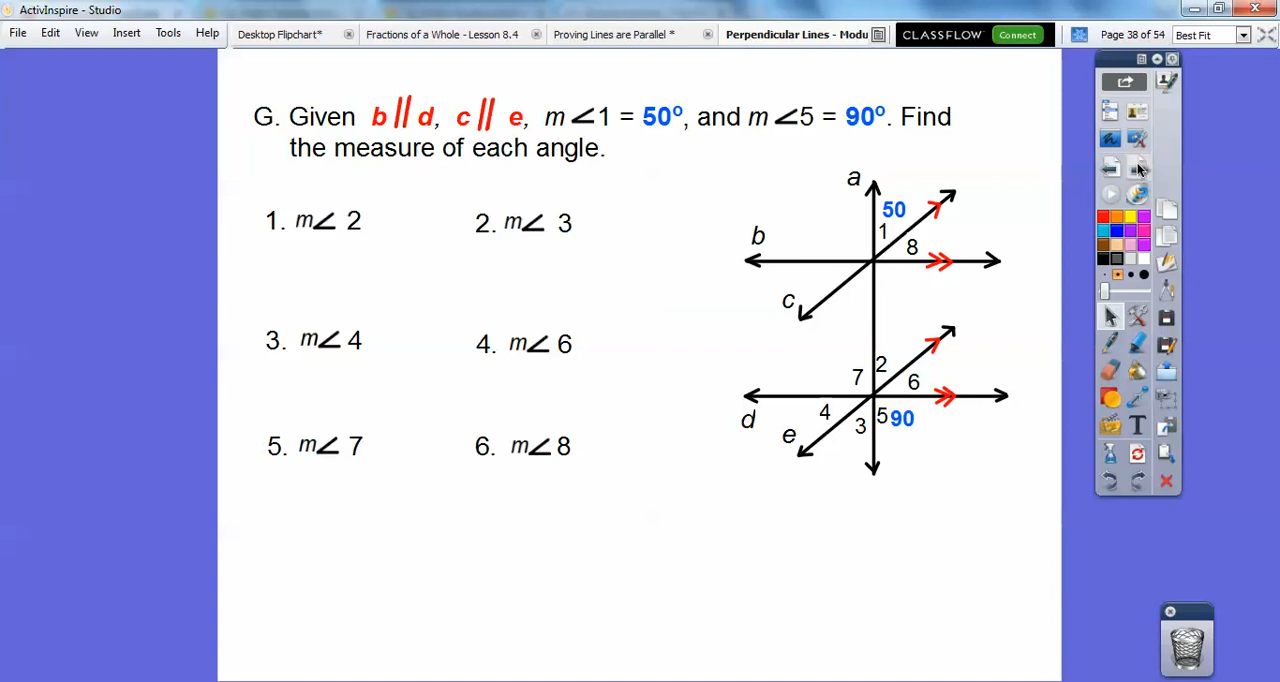 ActivInspire - Studio
File Edit View Insert Tools Help
Desktop Flipchart* Fractions of a Whole - Lesson 8.4 Proving Lines are Parallel * Perpendicular Lines - Modu
CLASSFLOW Connect
Page 38 of 54 Best Fit
G. Given b || d, c || e, m∠1 = 50º, and m∠5 = 90º. Find
the measure of each angle.
1. m∠ 2
2. m∠ 3
3. m∠ 4
4. m∠ 6
5. m∠ 7
6. m∠ 8
a
50
1
8
b
c
2
7
6
4
5
90
3
d
e
T